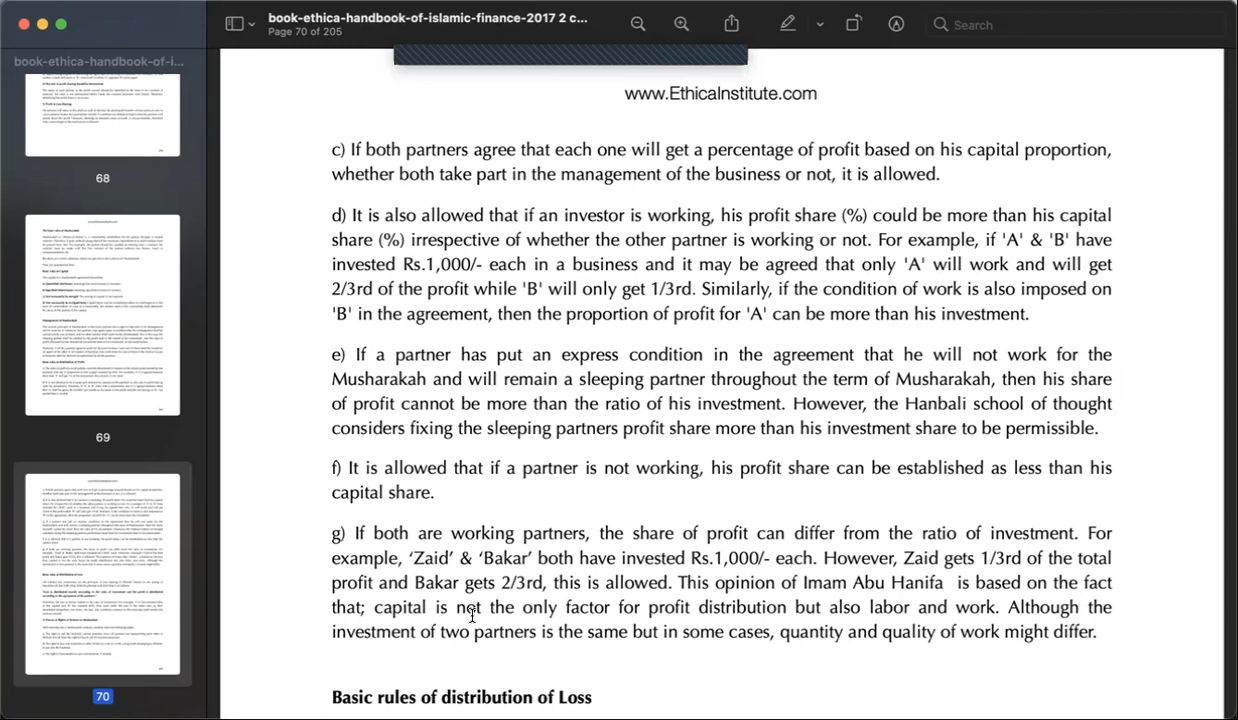 book-ethica-handbook-of-islamic-finance-2017 2 c...
Page 70 of 205
Search
book-ethica-handbook-of-i...
68
69
70
www.EthicaInstitute.com
c) If both partners agree that each one will get a percentage of profit based on his capital proportion,
whether both take part in the management of the business or not, it is allowed.
d) It is also allowed that if an investor is working, his profit share (%) could be more than his capital
share (%) irrespective of whether the other partner is working or not. For example, if 'A' & 'B' have
invested Rs.1,000/- each in a business and it may be agreed that only 'A' will work and will get
2/3rd of the profit while 'B' will only get 1/3rd. Similarly, if the condition of work is also imposed on
'B' in the agreement, then the proportion of profit for 'A' can be more than his investment.
e) If a partner has put an express condition in the agreement that he will not work for the
Musharakah and will remain a sleeping partner throughout the term of Musharakah, then his share
of profit cannot be more than the ratio of his investment. However, the Hanbali school of thought
considers fixing the sleeping partners profit share more than his investment share to be permissible.
f) It is allowed that if a partner is not working, his profit share can be established as less than his
capital share.
g) If both are working partners, the share of profit can differ from the ratio of investment. For
example, ‘Zaid’ & 'Bakar' both have invested Rs.1,000/- each. However, Zaid gets 1/3rd of the total
profit and Bakar gets 2/3rd, this is allowed. This opinion of Imam Abu Hanifa is based on the fact
that; capital is not the only factor for profit distribution but also labor and work. Although the
investment of two partners is the same but in some cases, quantity and quality of work might differ.
Basic rules of distribution of Loss